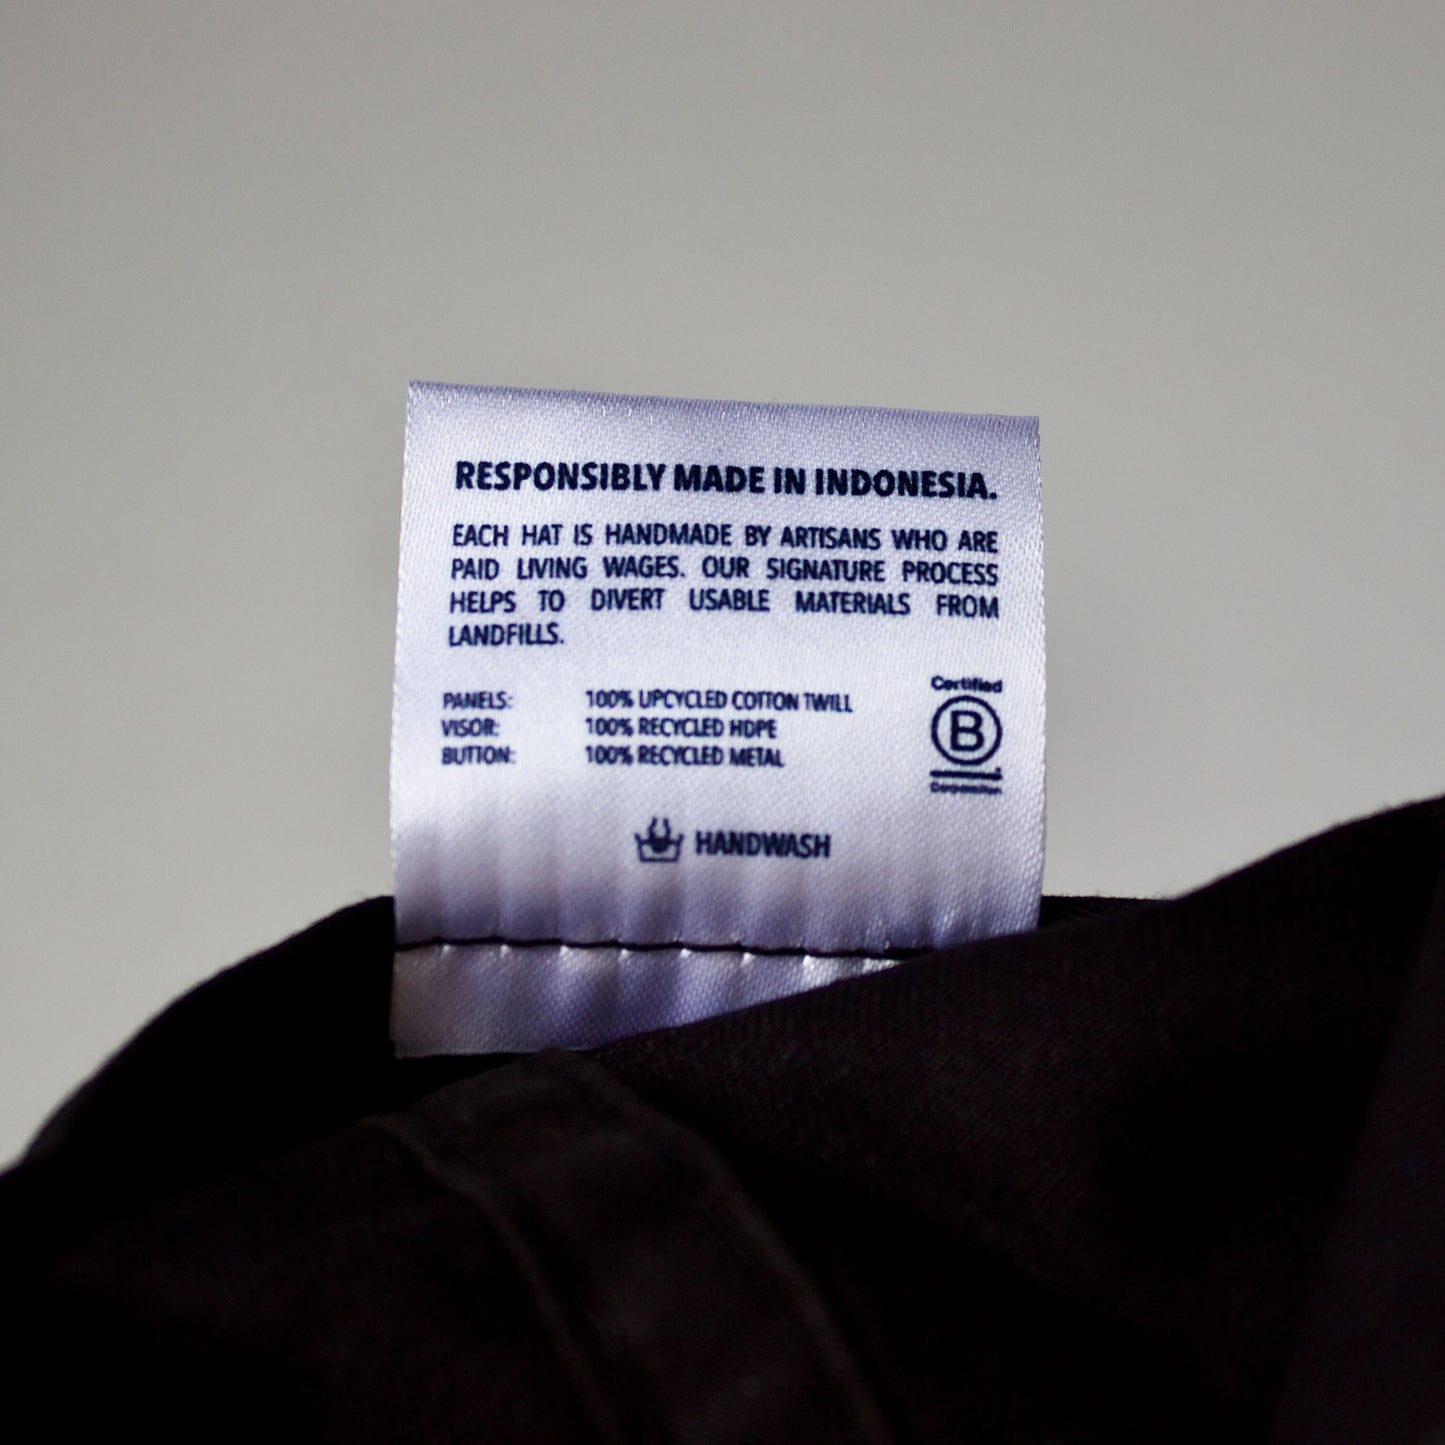 RESPONSIBLY MADE IN INDONESIA.
EACH HAT IS HANDMADE BY ARTISANS WHO ARE
PAID LIVING WAGES. OUR SIGNATURE PROCESS
HELPS TO DIVERT USABLE MATERIALS FROM
LANDFILLS.
PANELS: 100% UPCYCLED COTTON TWILL
VISOR: 100% RECYCLED HDPE
BUTTON: 100% RECYCLED METAL
Certified
B
Corporation
HANDWASH